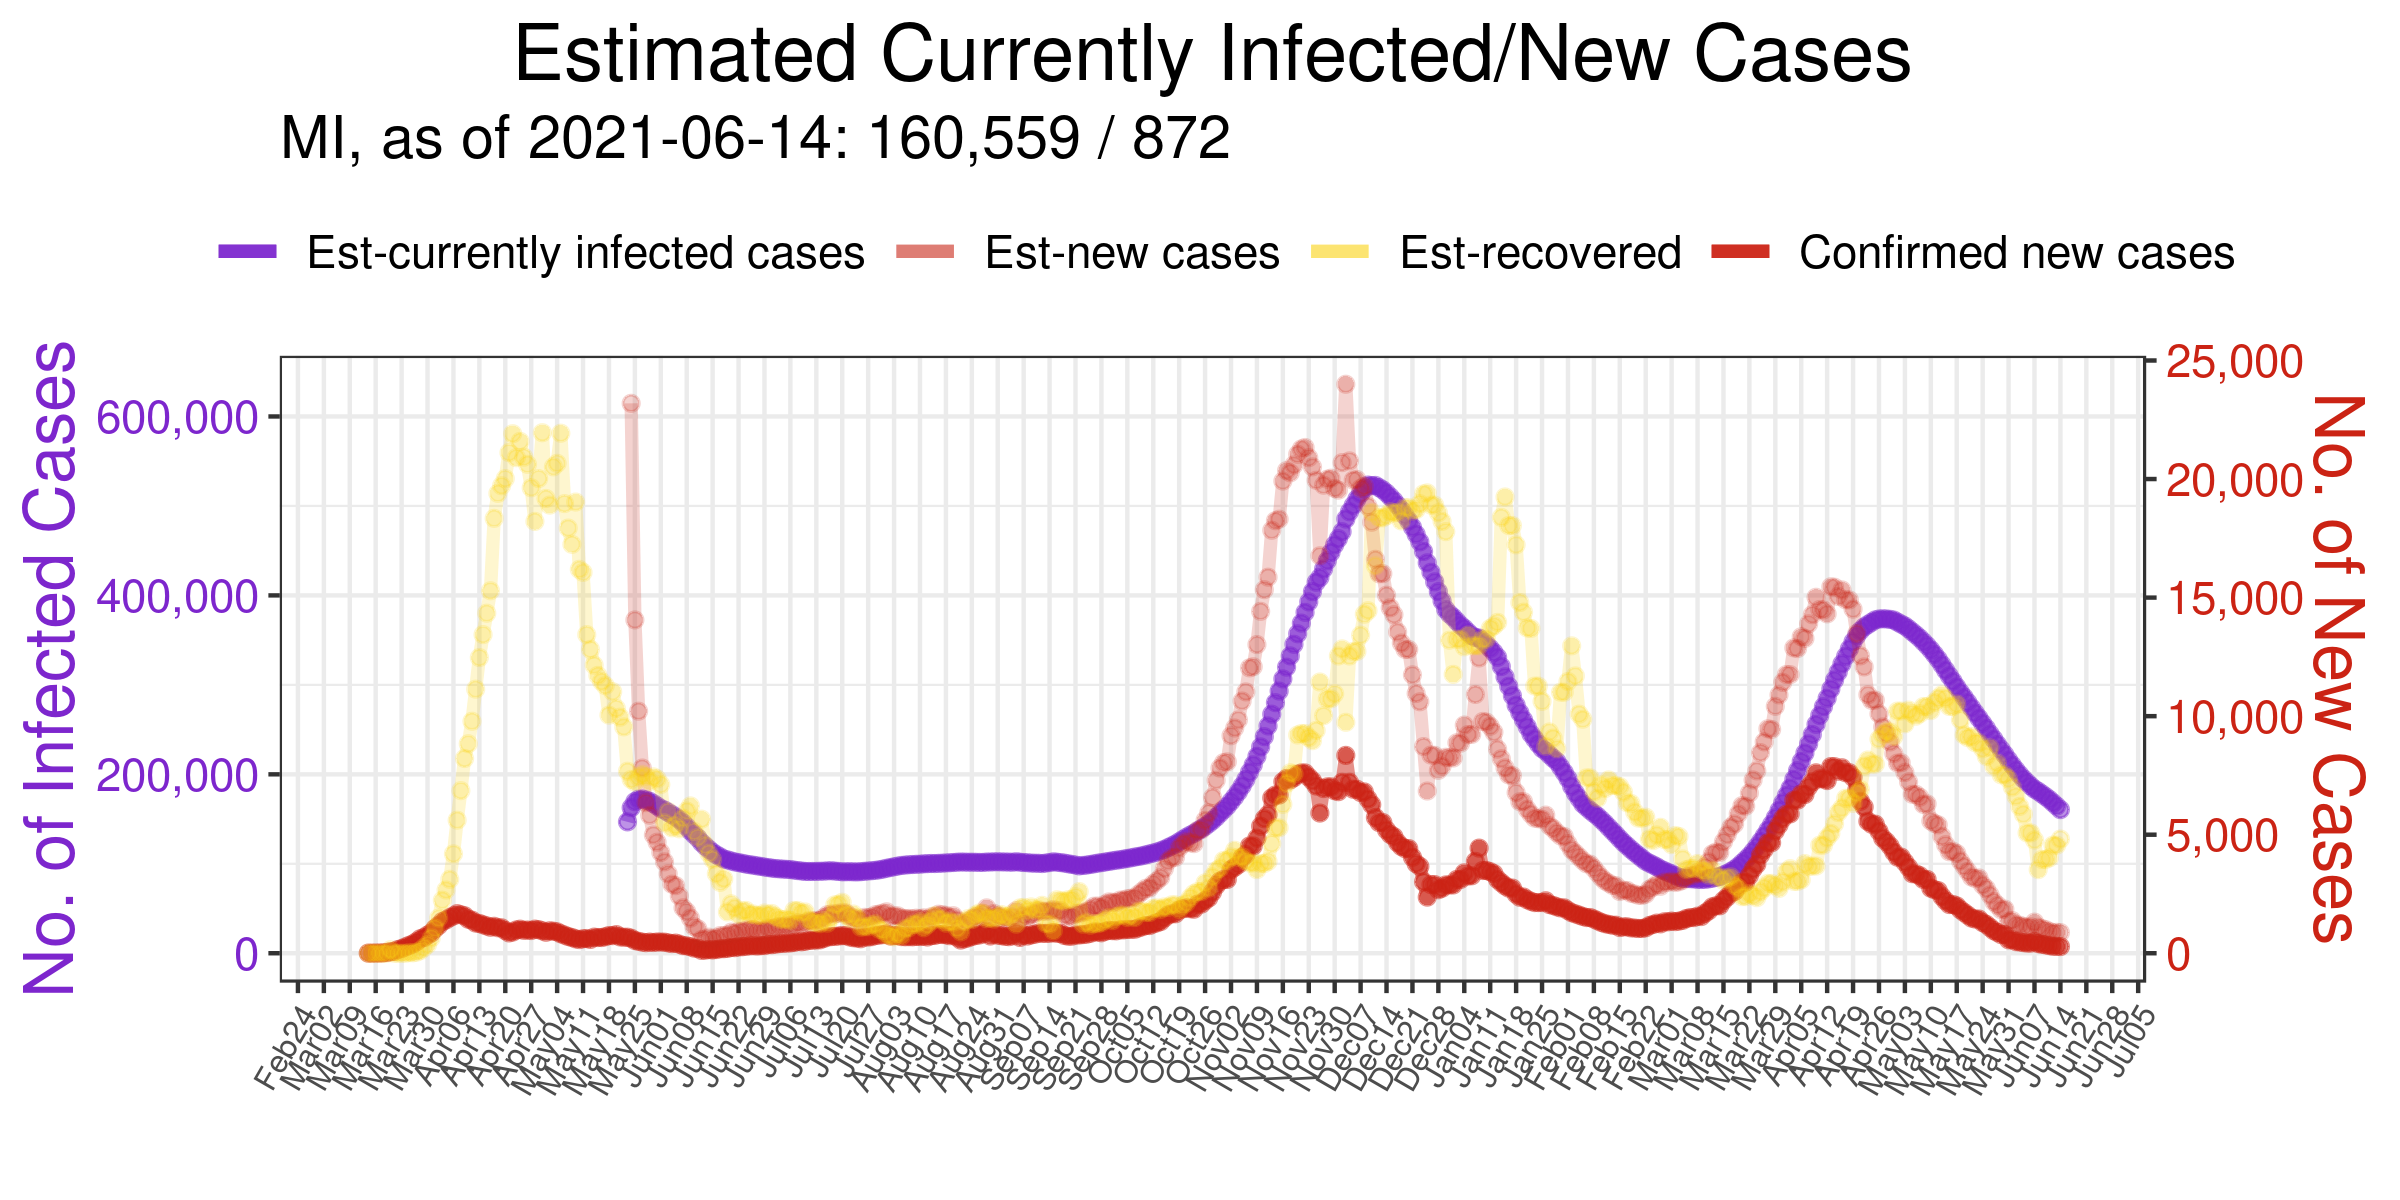 Estimated Currently Infected/New Cases
MI, as of 2021-06-14: 160,559 / 872
Est-currently infected cases
Est-new cases
Est-recovered
Confirmed new cases
No. of Infected Cases
600,000
400,000
200,000
0
25,000
20,000
15,000
10,000
5,000
0
No. of New Cases
Feb24
Mar02
Mar09
Mar16
Mar23
Mar30
Apr06
Apr13
Apr20
Apr27
May04
May11
May18
May25
Jun01
Jun08
Jun15
Jun22
Jun29
Jul06
Jul13
Jul20
Jul27
Aug03
Aug10
Aug17
Aug24
Aug31
Sep07
Sep14
Sep21
Sep28
Oct05
Oct12
Oct19
Oct26
Nov02
Nov09
Nov16
Nov23
Nov30
Dec07
Dec14
Dec21
Dec28
Jan04
Jan11
Jan18
Jan25
Feb01
Feb08
Feb15
Feb22
Mar01
Mar08
Mar15
Mar22
Mar29
Apr05
Apr12
Apr19
Apr26
May03
May10
May17
May24
May31
Jun07
Jun14
Jun21
Jun28
Jul05